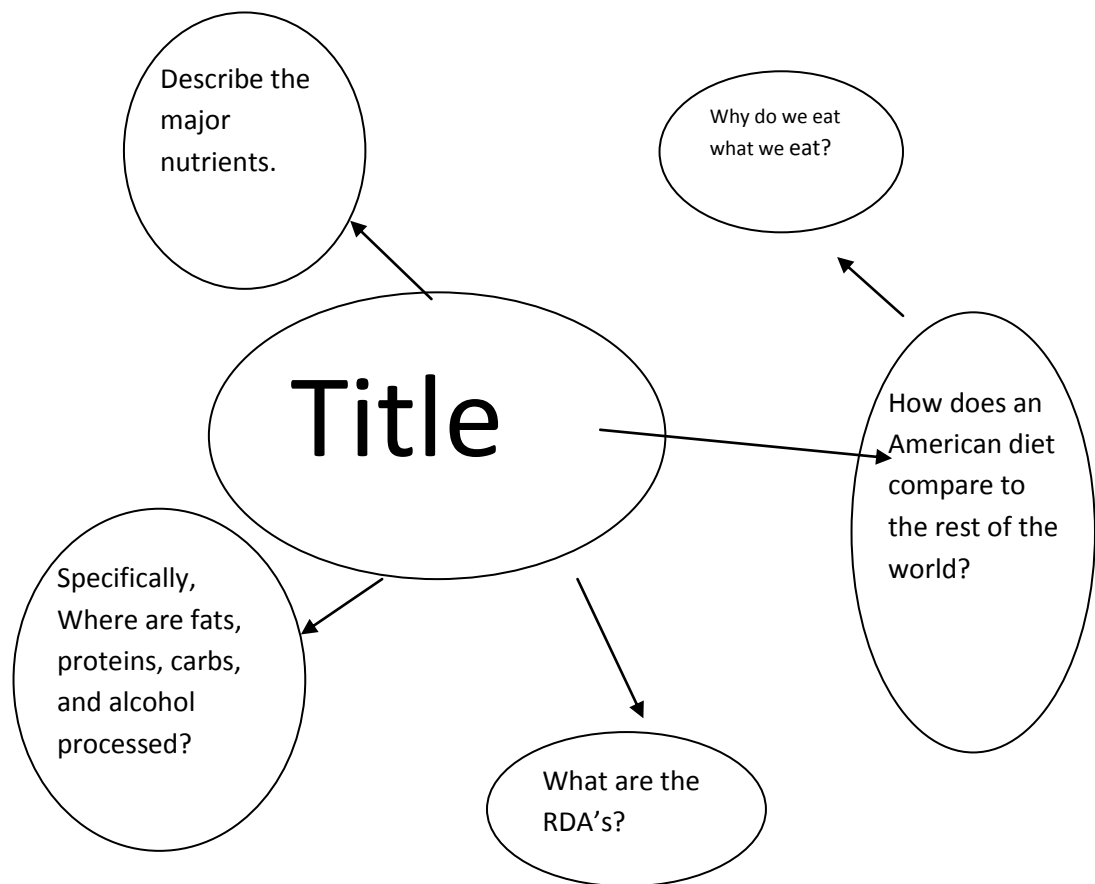 Describe the
major
nutrients.
Why do we eat
what we eat?
Title
How does an
American diet
compare to
the rest of the
world?
Specifically,
Where are fats,
proteins, carbs,
and alcohol
processed?
What are the
RDA’s?